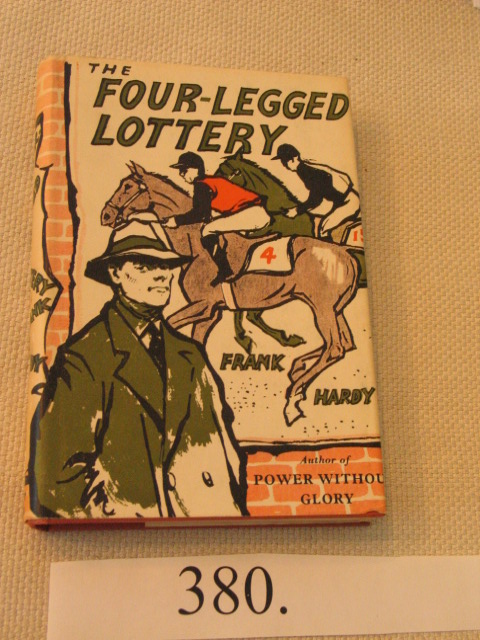 THE
FOUR-LEGGED
LOTTERY
4
FRANK
HARDY
Author of
POWER WITHOU
GLORY
380.